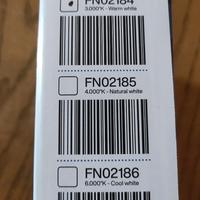 FN02184
3.000°K - Warm white
FN02185
4.000°K - Natural white
FN02186
6.000°K - Cool white